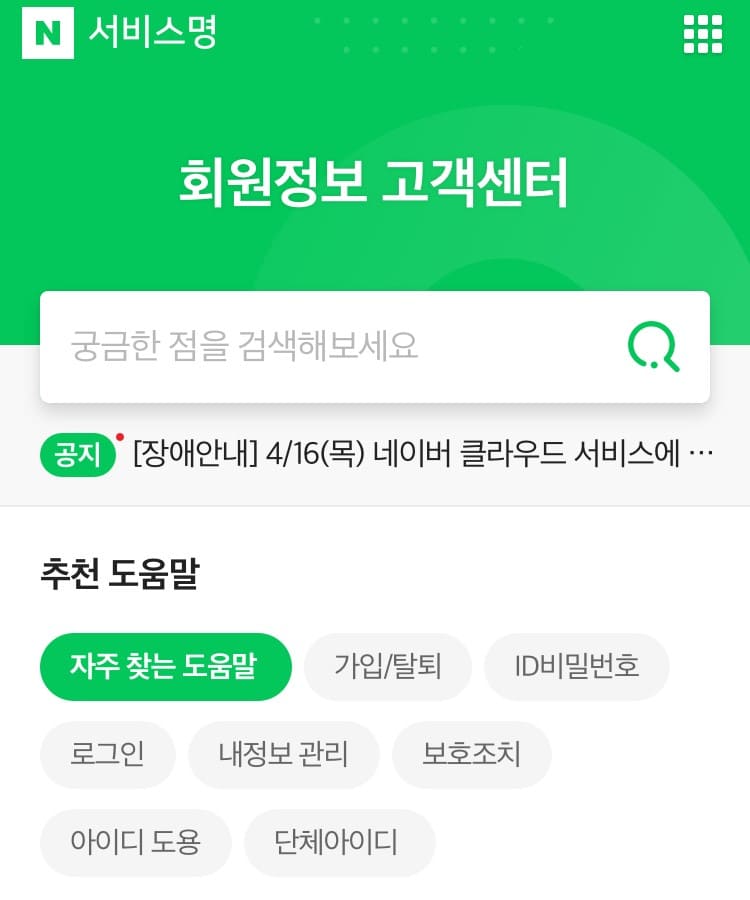 N 서비스명
회원정보 고객센터
궁금한 점을 검색해보세요
공지 [장애안내] 4/16(목) 네이버 클라우드 서비스에 …
추천 도움말
자주 찾는 도움말 가입/탈퇴 ID비밀번호
로그인 내정보 관리 보호조치
아이디 도용 단체아이디